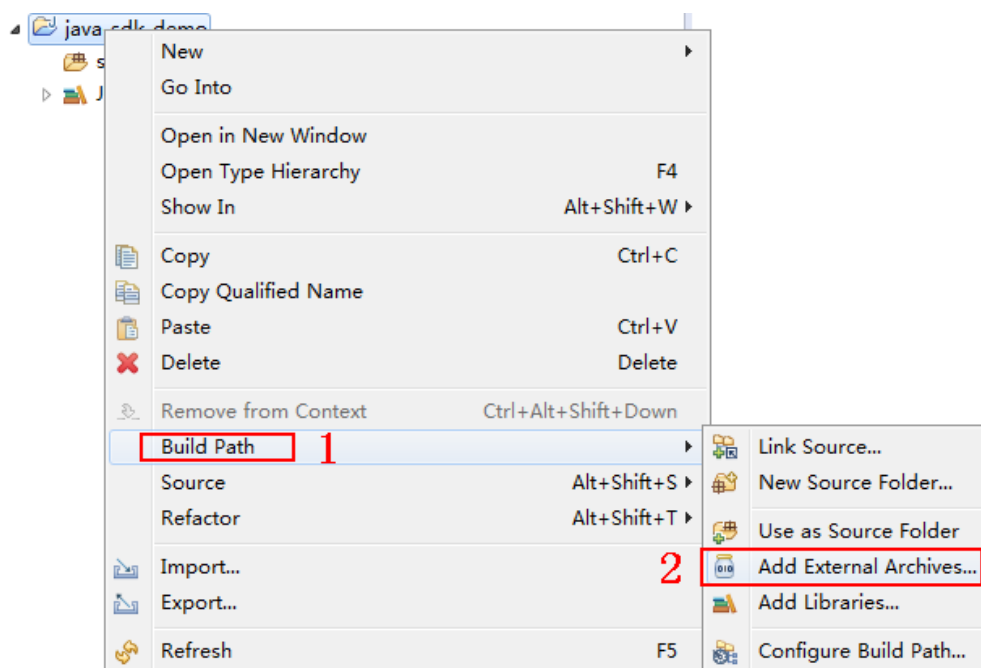 java_sdk_demo
s
J
New
Go Into
Open in New Window
Open Type Hierarchy F4
Show In Alt+Shift+W
Copy Ctrl+C
Copy Qualified Name
Paste Ctrl+V
Delete Delete
Remove from Context Ctrl+Alt+Shift+Down
Build Path 1
Source Alt+Shift+S
Refactor Alt+Shift+T
Import...
Export...
Refresh F5
Link Source...
New Source Folder...
Use as Source Folder
2 Add External Archives...
Add Libraries...
Configure Build Path...